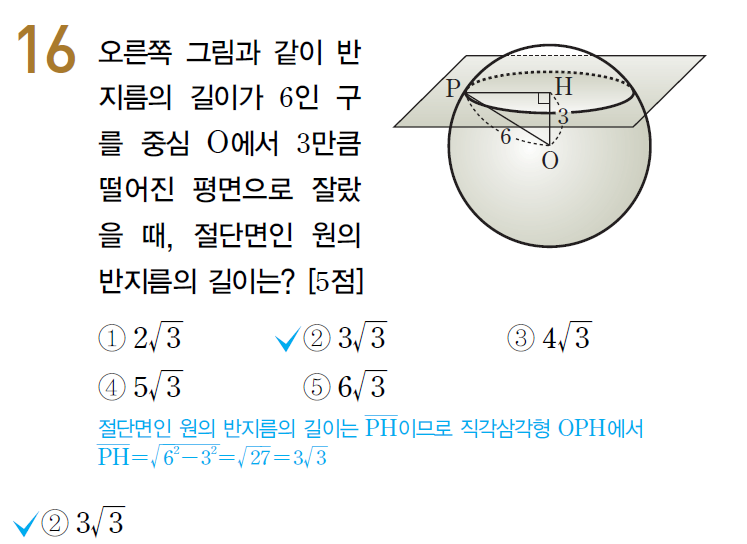 16
오른쪽 그림과 같이 반
지름의 길이가 6인 구
를 중심 O에서 3만큼
떨어진 평면으로 잘랐
을 때, 절단면인 원의
반지름의 길이는? [5점]
P
H
3
6
O
① 2√3 ✓② 3√3 ③ 4√3
④ 5√3 ⑤ 6√3
절단면인 원의 반지름의 길이는 P̅H̅이므로 직각삼각형 OPH에서
P̅H̅=√(6²-3²)=√27=3√3
✓② 3√3